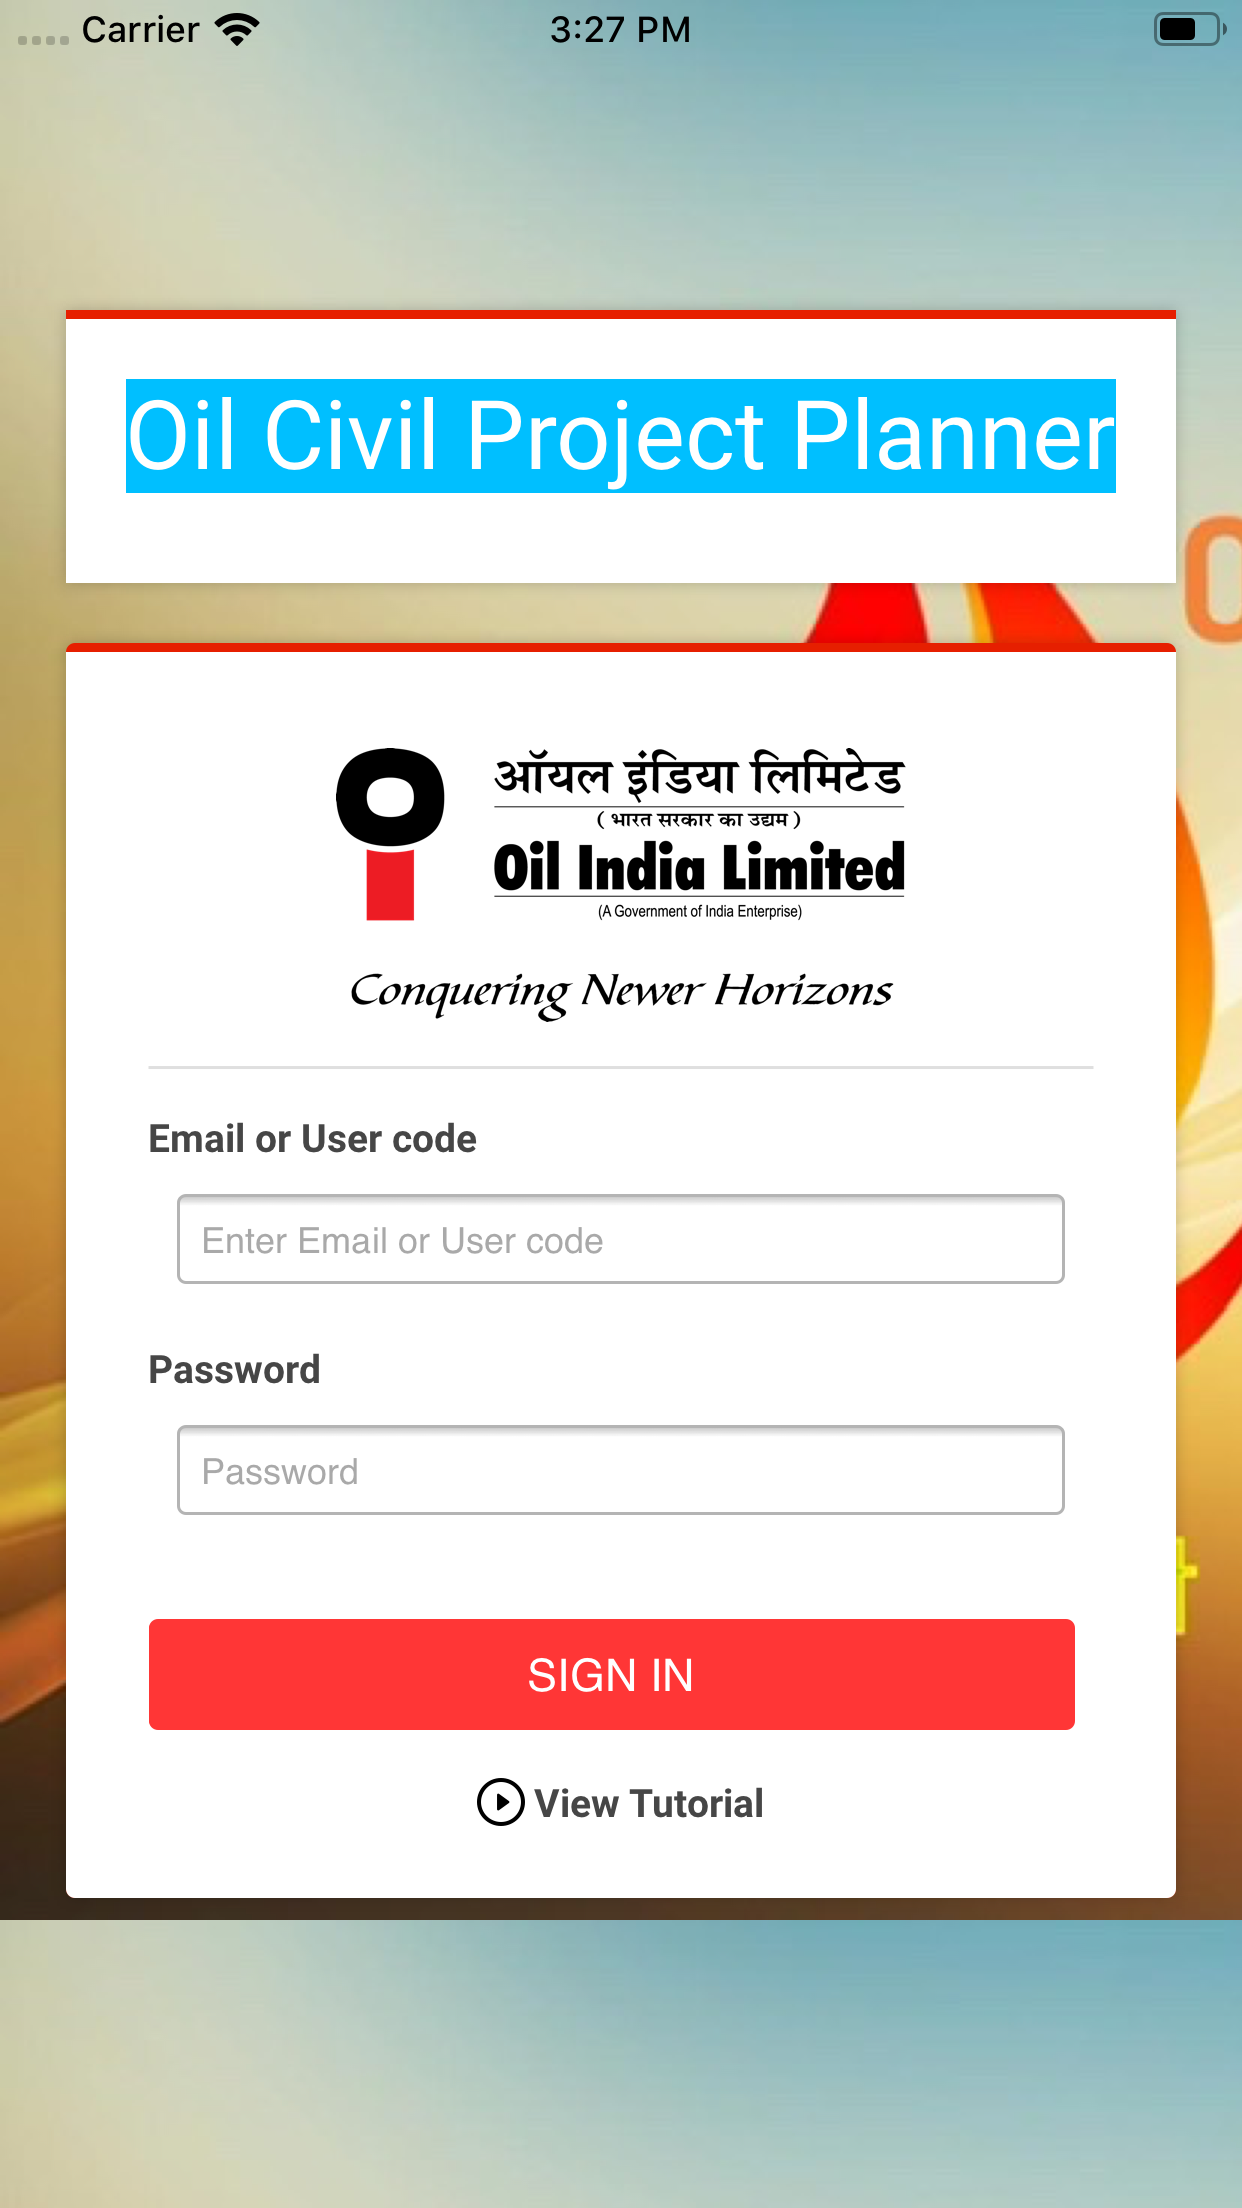 Carrier 3:27 PM
Oil Civil Project Planner
ऑयल इंडिया लिमिटेड
( भारत सरकार का उद्यम )
Oil India Limited
(A Government of India Enterprise)
Conquering Newer Horizons
Email or User code
Enter Email or User code
Password
Password
SIGN IN
View Tutorial